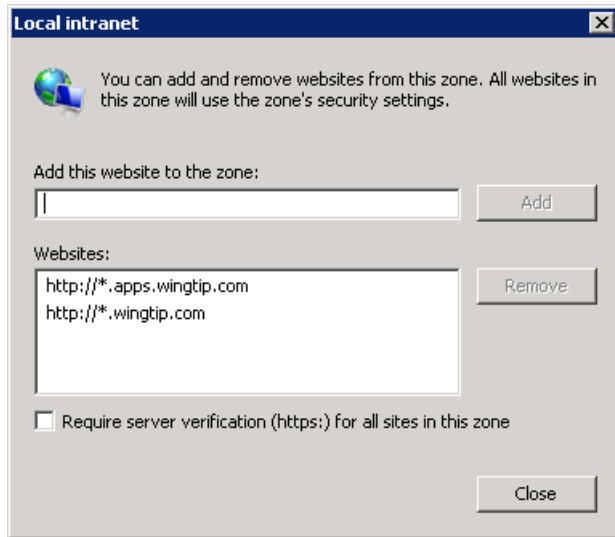 Local intranet
You can add and remove websites from this zone. All websites in
this zone will use the zone's security settings.
Add this website to the zone:
Add
Websites:
http://*.apps.wingtip.com
http://*.wingtip.com
Remove
Require server verification (https:) for all sites in this zone
Close